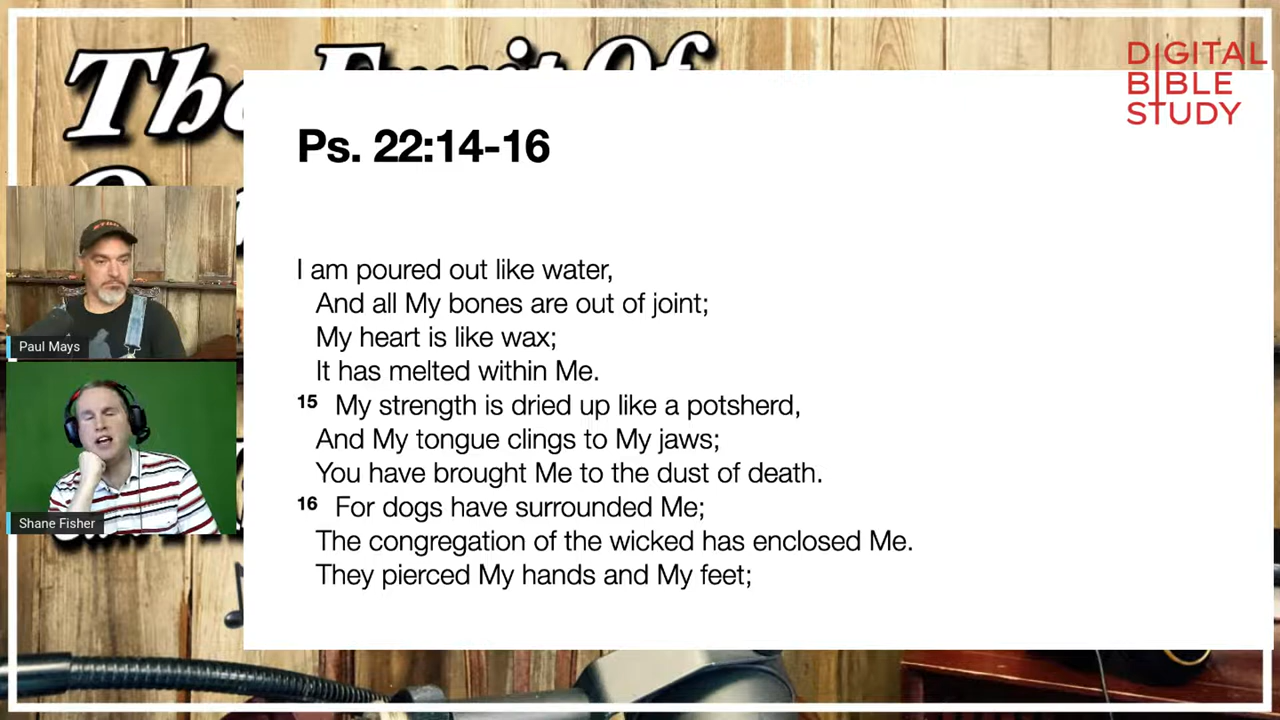 The Fruit Of
DIGITAL
BIBLE
STUDY
Ps. 22:14-16
I am poured out like water,
And all My bones are out of joint;
My heart is like wax;
It has melted within Me.
15 My strength is dried up like a potsherd,
And My tongue clings to My jaws;
You have brought Me to the dust of death.
16 For dogs have surrounded Me;
The congregation of the wicked has enclosed Me.
They pierced My hands and My feet;
Paul Mays
Shane Fisher